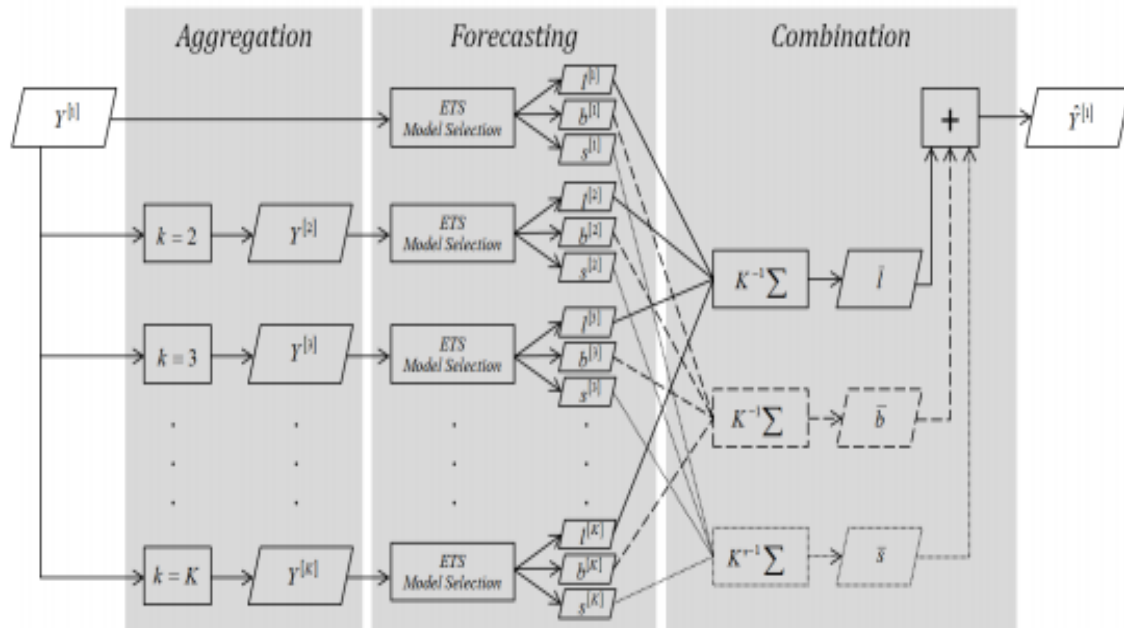 Aggregation
Forecasting
Combination
Y^[1]
ETS
Model Selection
l^[1]
b^[1]
s^[1]
+
Ŷ^[1]
k = 2
Y^[2]
ETS
Model Selection
l^[2]
b^[2]
s^[2]
K^-1 ∑
l̄
k = 3
Y^[3]
ETS
Model Selection
l^[3]
b^[3]
s^[3]
K^-1 ∑
b̄
. . . .
. . . .
. . . .
k = K
Y^[K]
ETS
Model Selection
l^[K]
b^[K]
s^[K]
K*^-1 ∑
s̄